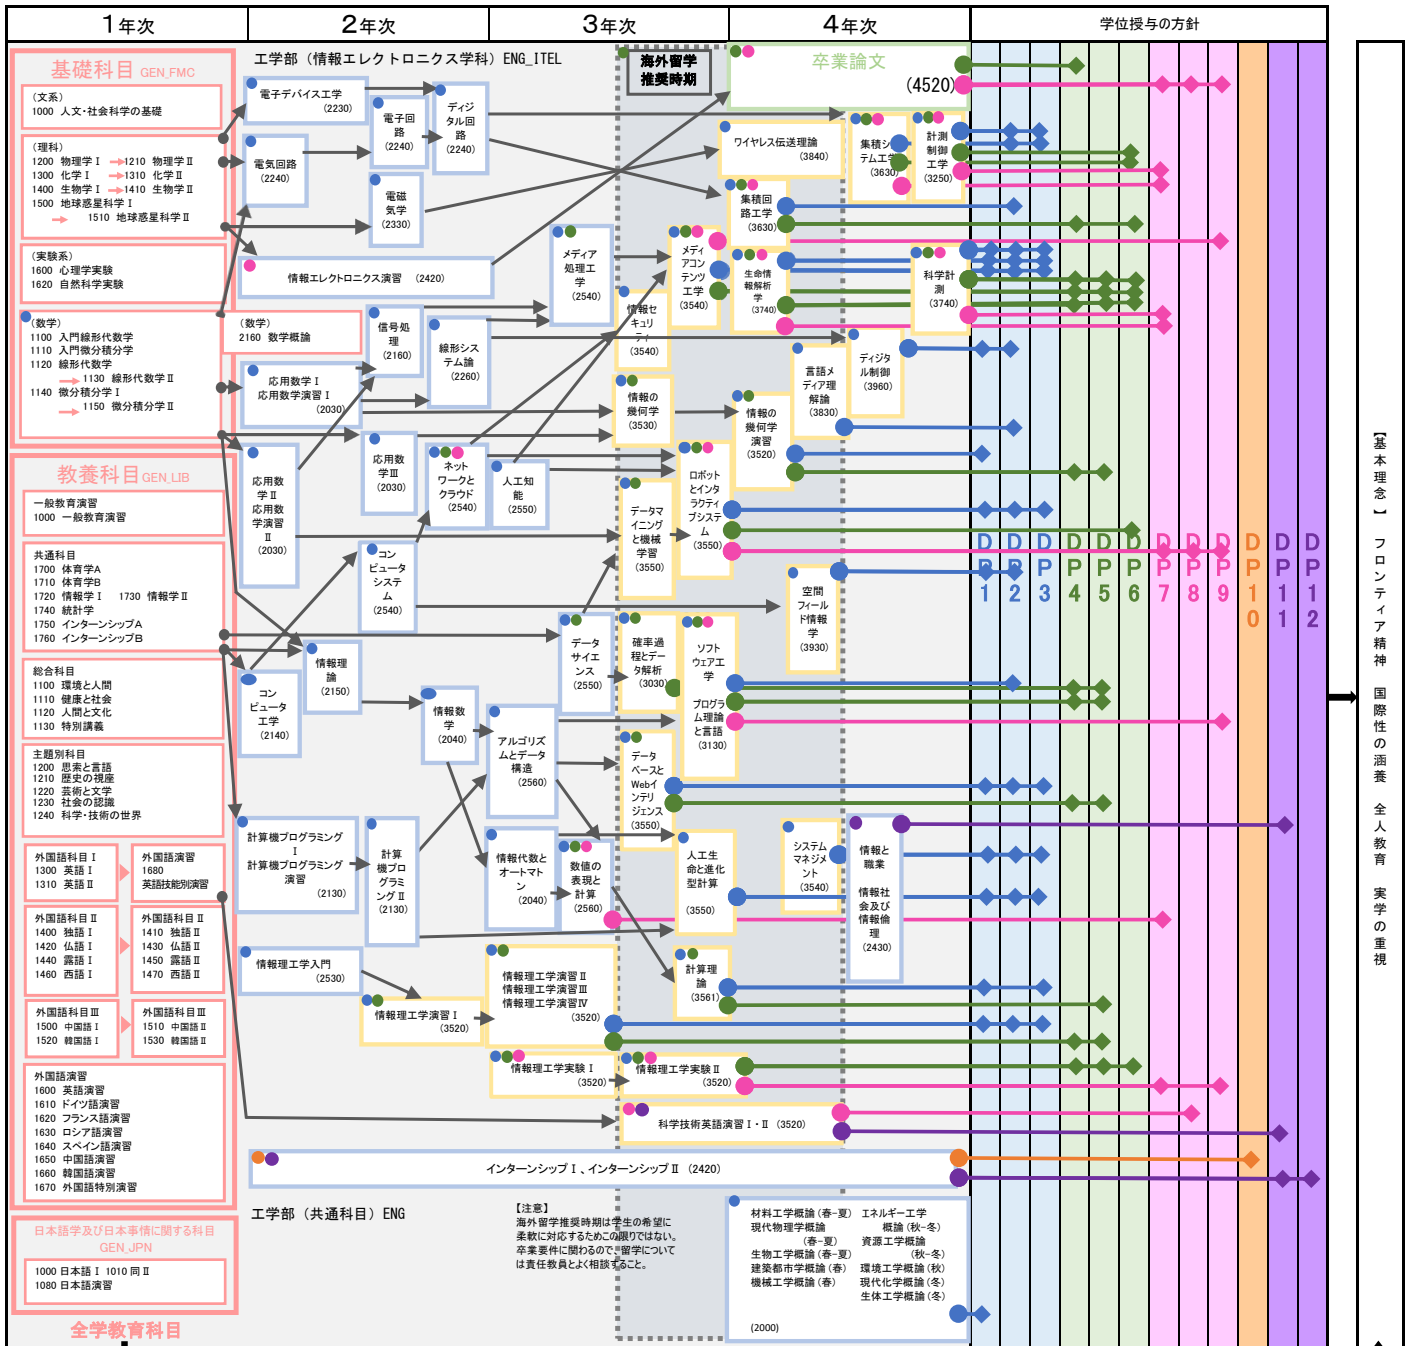 1年次
2年次
3年次
4年次
学位授与の方針
基礎科目 GEN_FMC
(文系)
1000 人文・社会科学の基礎
(理科)
1200 物理学Ⅰ 1210 物理学Ⅱ
1300 化学Ⅰ 1310 化学Ⅱ
1400 生物学Ⅰ 1410 生物学Ⅱ
1500 地球惑星科学Ⅰ
1510 地球惑星科学Ⅱ
(実験系)
1600 心理学実験
1620 自然科学実験
(数学)
1100 入門線形代数学
1110 入門微分積分学
1120 線形代数学
1130 線形代数学Ⅱ
1140 微分積分学Ⅰ
1150 微分積分学Ⅱ
(数学)
2160 数学概論
教養科目 GEN_LIB
一般教育演習
1000 一般教育演習
共通科目
1700 体育学A
1710 体育学B
1720 情報学Ⅰ 1730 情報学Ⅱ
1740 統計学
1750 インターンシップA
1760 インターンシップB
総合科目
1100 環境と人間
1110 健康と社会
1120 人間と文化
1130 特別講義
主題別科目
1200 思索と言語
1210 歴史の視座
1220 芸術と文学
1230 社会の認識
1240 科学・技術の世界
外国語科目Ⅰ
1300 英語Ⅰ
1310 英語Ⅱ
外国語演習
1680
英語技能別演習
外国語科目Ⅱ
1400 独語Ⅰ
1420 仏語Ⅰ
1440 露語Ⅰ
1460 西語Ⅰ
外国語科目Ⅱ
1410 独語Ⅱ
1430 仏語Ⅱ
1450 露語Ⅱ
1470 西語Ⅱ
外国語科目Ⅲ
1500 中国語Ⅰ
1520 韓国語Ⅰ
外国語科目Ⅲ
1510 中国語Ⅱ
1530 韓国語Ⅱ
外国語演習
1600 英語演習
1610 ドイツ語演習
1620 フランス語演習
1630 ロシア語演習
1640 スペイン語演習
1650 中国語演習
1660 韓国語演習
1670 外国語特別演習
日本語学及び日本事情に関する科目
GEN_JPN
1000 日本語Ⅰ 1010 同Ⅱ
1080 日本語演習
全学教育科目
工学部(情報エレクトロニクス学科)ENG_ITEL
海外留学
推奨時期
卒業論文
(4520)
電子デバイス工学
(2230)
電子回
路
(2240)
ディジ
タル回
路
(2240)
電気回路
(2240)
電磁
気学
(2330)
情報エレクトロニクス演習 (2420)
信号処
理
(2160)
線形シス
テム論
(2260)
応用数学Ⅰ
応用数学演習Ⅰ
(2030)
応用数
学Ⅱ
応用数
学演習
Ⅱ
(2030)
応用数
学Ⅲ
(2030)
ネット
ワークと
クラウド
(2540)
人工知
能
(2550)
コン
ピュータ
システ
ム
(2540)
情報理
論
(2150)
コン
ピュータ
工学
(2140)
情報数
学
(2040)
アルゴリズ
ムとデータ
構造
(2560)
計算機プログラミング
Ⅰ
計算機プログラミング
演習
(2130)
計算
機プロ
グラミ
ングⅡ
(2130)
情報代数と
オートマト
ン
(2040)
数値の
表現と
計算
(2560)
情報理工学入門
(2530)
情報理工学演習Ⅰ
(3520)
情報理工学演習Ⅱ
情報理工学演習Ⅲ
情報理工学演習Ⅳ
(3520)
情報理工学実験Ⅰ
(3520)
情報理工学実験Ⅱ
(3520)
科学技術英語演習Ⅰ・Ⅱ (3520)
インターンシップⅠ、インターンシップⅡ (2420)
メディア
処理工
学
(2540)
メディ
アコン
テンツ
工学
(3540)
情報セ
キュリ
ティ
(3540)
情報の
幾何学
(3530)
データマ
イニング
と機械
学習
(3550)
ロボット
とインタ
ラクティ
ブシステ
ム
(3550)
データ
サイエ
ンス
(2550)
確率過
程とデー
タ解析
(3030)
ソフト
ウェア工
学
プログラ
ム理論
と言語
(3130)
データ
ベースと
Webイ
ンテリ
ジェンス
(3550)
人工生
命と進化
型計算
(3550)
計算理
論
(3561)
ワイヤレス伝送理論
(3840)
集積シス
テム工学
(3630)
計測
制御
工学
(3250)
集積回
路工学
(3630)
生命情
報解析
学
(3740)
科学計
測
(3740)
ディジタ
ル制御
(3960)
言語メ
ディア理
解論
(3830)
情報の
幾何学
演習
(3520)
空間
フィール
ド情報
学
(3930)
システム
マネジメ
ント
(3540)
情報と
職業
情報社
会及び
情報倫
理
(2430)
DP1
DP2
DP3
DP4
DP5
DP6
DP7
DP8
DP9
DP10
DP11
DP12
工学部(共通科目)ENG
【注意】
海外留学推奨時期は学生の希望に
柔軟に対応するためこの限りではない。
卒業要件に関わるので、留学について
は責任教員とよく相談すること。
材料工学概論(春-夏) エネルギー工学
現代物理学概論 概論(秋-冬)
(春-夏) 資源工学概論
生物工学概論(春-夏) (秋-冬)
建築都市学概論(春) 環境工学概論(秋)
機械工学概論(春) 現代化学概論(冬)
生体工学概論(冬)
(2000)
【基本理念】 フロンティア精神 国際性の涵養 全人教育 実学の重視